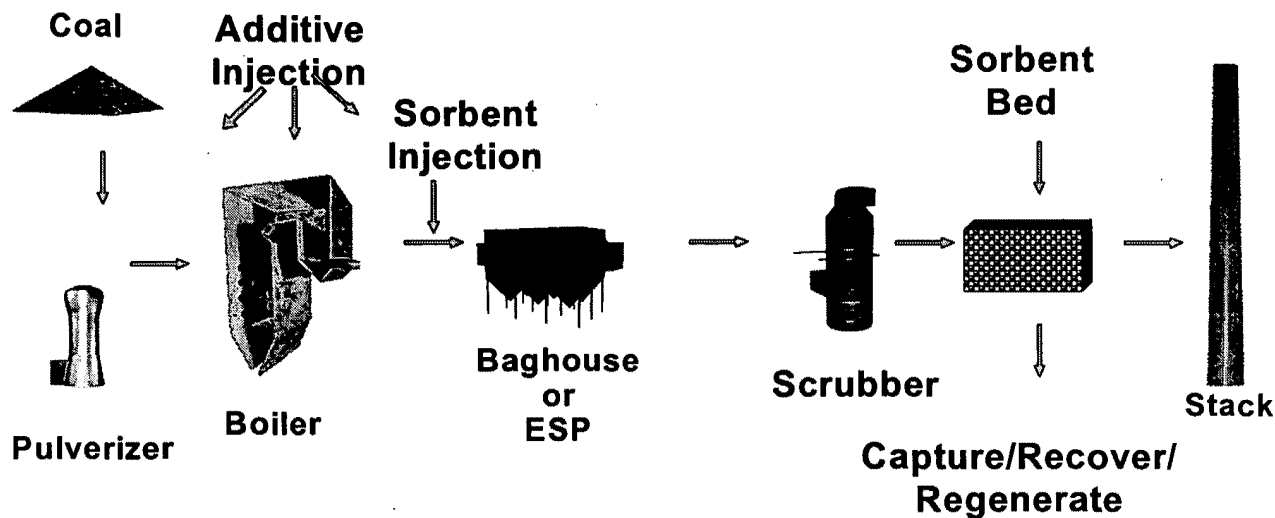 Coal
Additive
Injection
Sorbent
Injection
Sorbent
Bed
Pulverizer
Boiler
Baghouse
or
ESP
Scrubber
Stack
Capture/Recover/
Regenerate